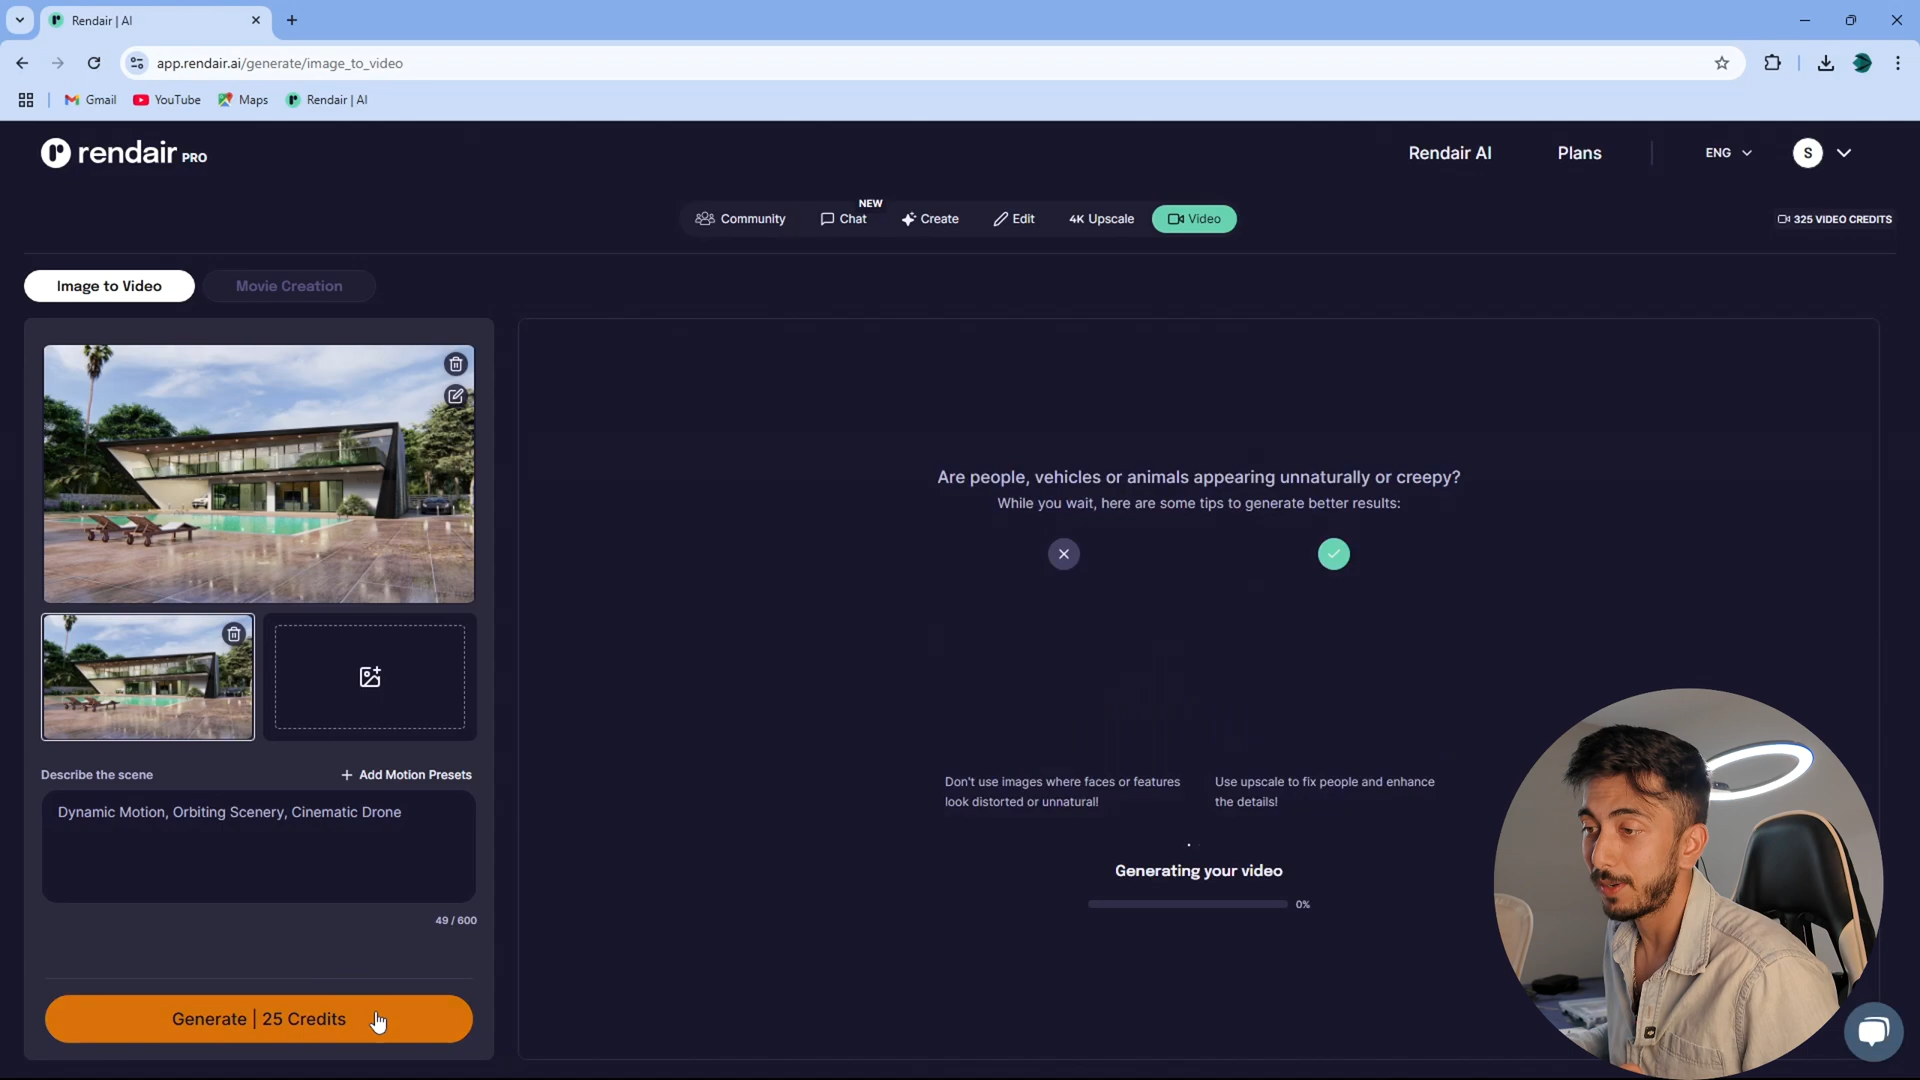 Rendair | AI
app.rendair.ai/generate/image_to_video
Gmail
YouTube
Maps
Rendair | AI
rendair PRO
Rendair AI
Plans
ENG
S
Community
Chat
NEW
Create
Edit
4K Upscale
Video
325 VIDEO CREDITS
Image to Video
Movie Creation
Are people, vehicles or animals appearing unnaturally or creepy?
While you wait, here are some tips to generate better results:
Don't use images where faces or features
look distorted or unnatural!
Use upscale to fix people and enhance
the details!
Generating your video
0%
Describe the scene
+ Add Motion Presets
Dynamic Motion, Orbiting Scenery, Cinematic Drone
49 / 600
Generate | 25 Credits